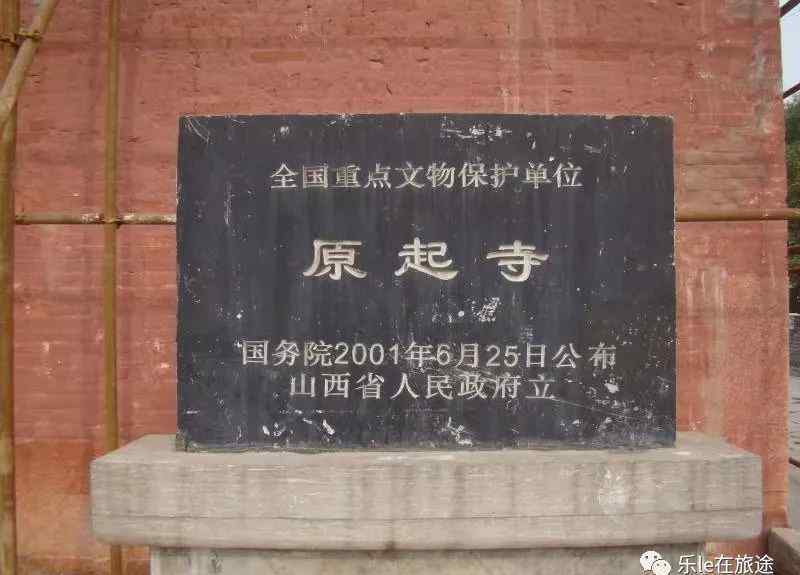 全国重点文物保护单位
原起寺
国务院2001年6月25日公布
山西省人民政府立
乐le在旅途